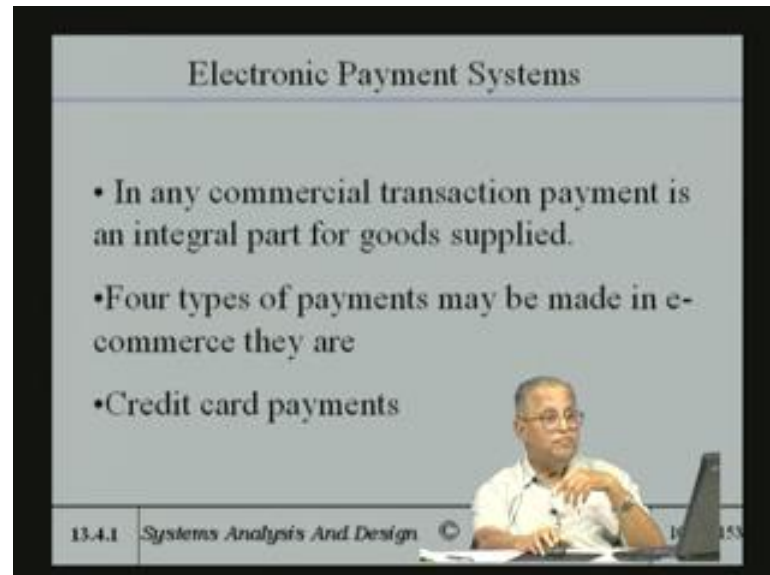 Electronic Payment Systems
• In any commercial transaction payment is
an integral part for goods supplied.
•Four types of payments may be made in e-
commerce they are
•Credit card payments
13.4.1 Systems Analysis And Design ©